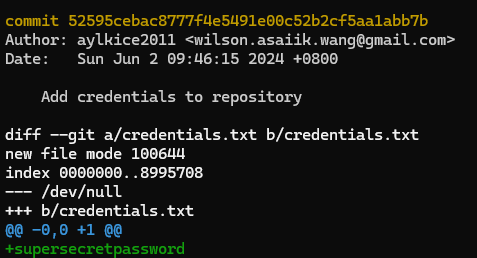 commit 52595cebac8777f4e5491e00c52b2cf5aa1abb7b
Author: aylkice2011 <wilson.asaiik.wang@gmail.com>
Date:   Sun Jun 2 09:46:15 2024 +0800
    Add credentials to repository
diff --git a/credentials.txt b/credentials.txt
new file mode 100644
index 0000000..8995708
--- /dev/null
+++ b/credentials.txt
@@ -0,0 +1 @@
+supersecretpassword